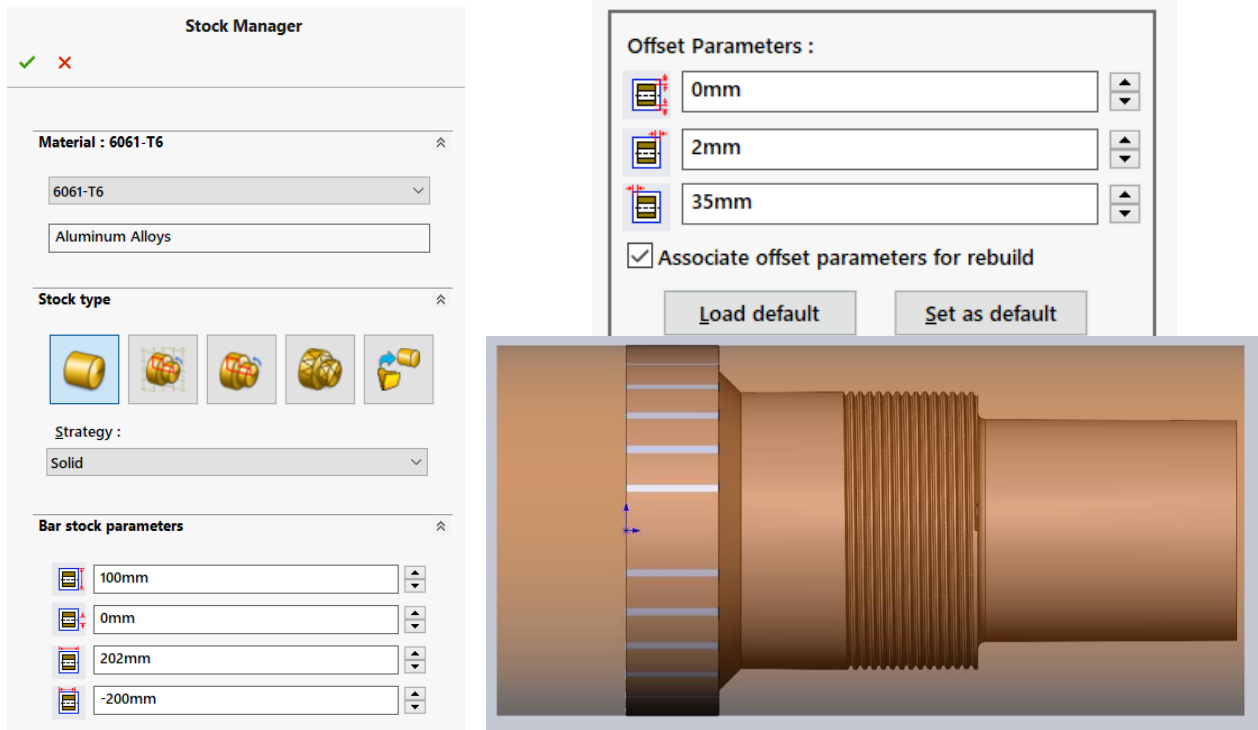 Stock Manager
Material : 6061-T6
6061-T6
Aluminum Alloys
Stock type
Strategy :
Solid
Bar stock parameters
100mm
0mm
202mm
-200mm
Offset Parameters :
0mm
2mm
35mm
Associate offset parameters for rebuild
Load default
Set as default